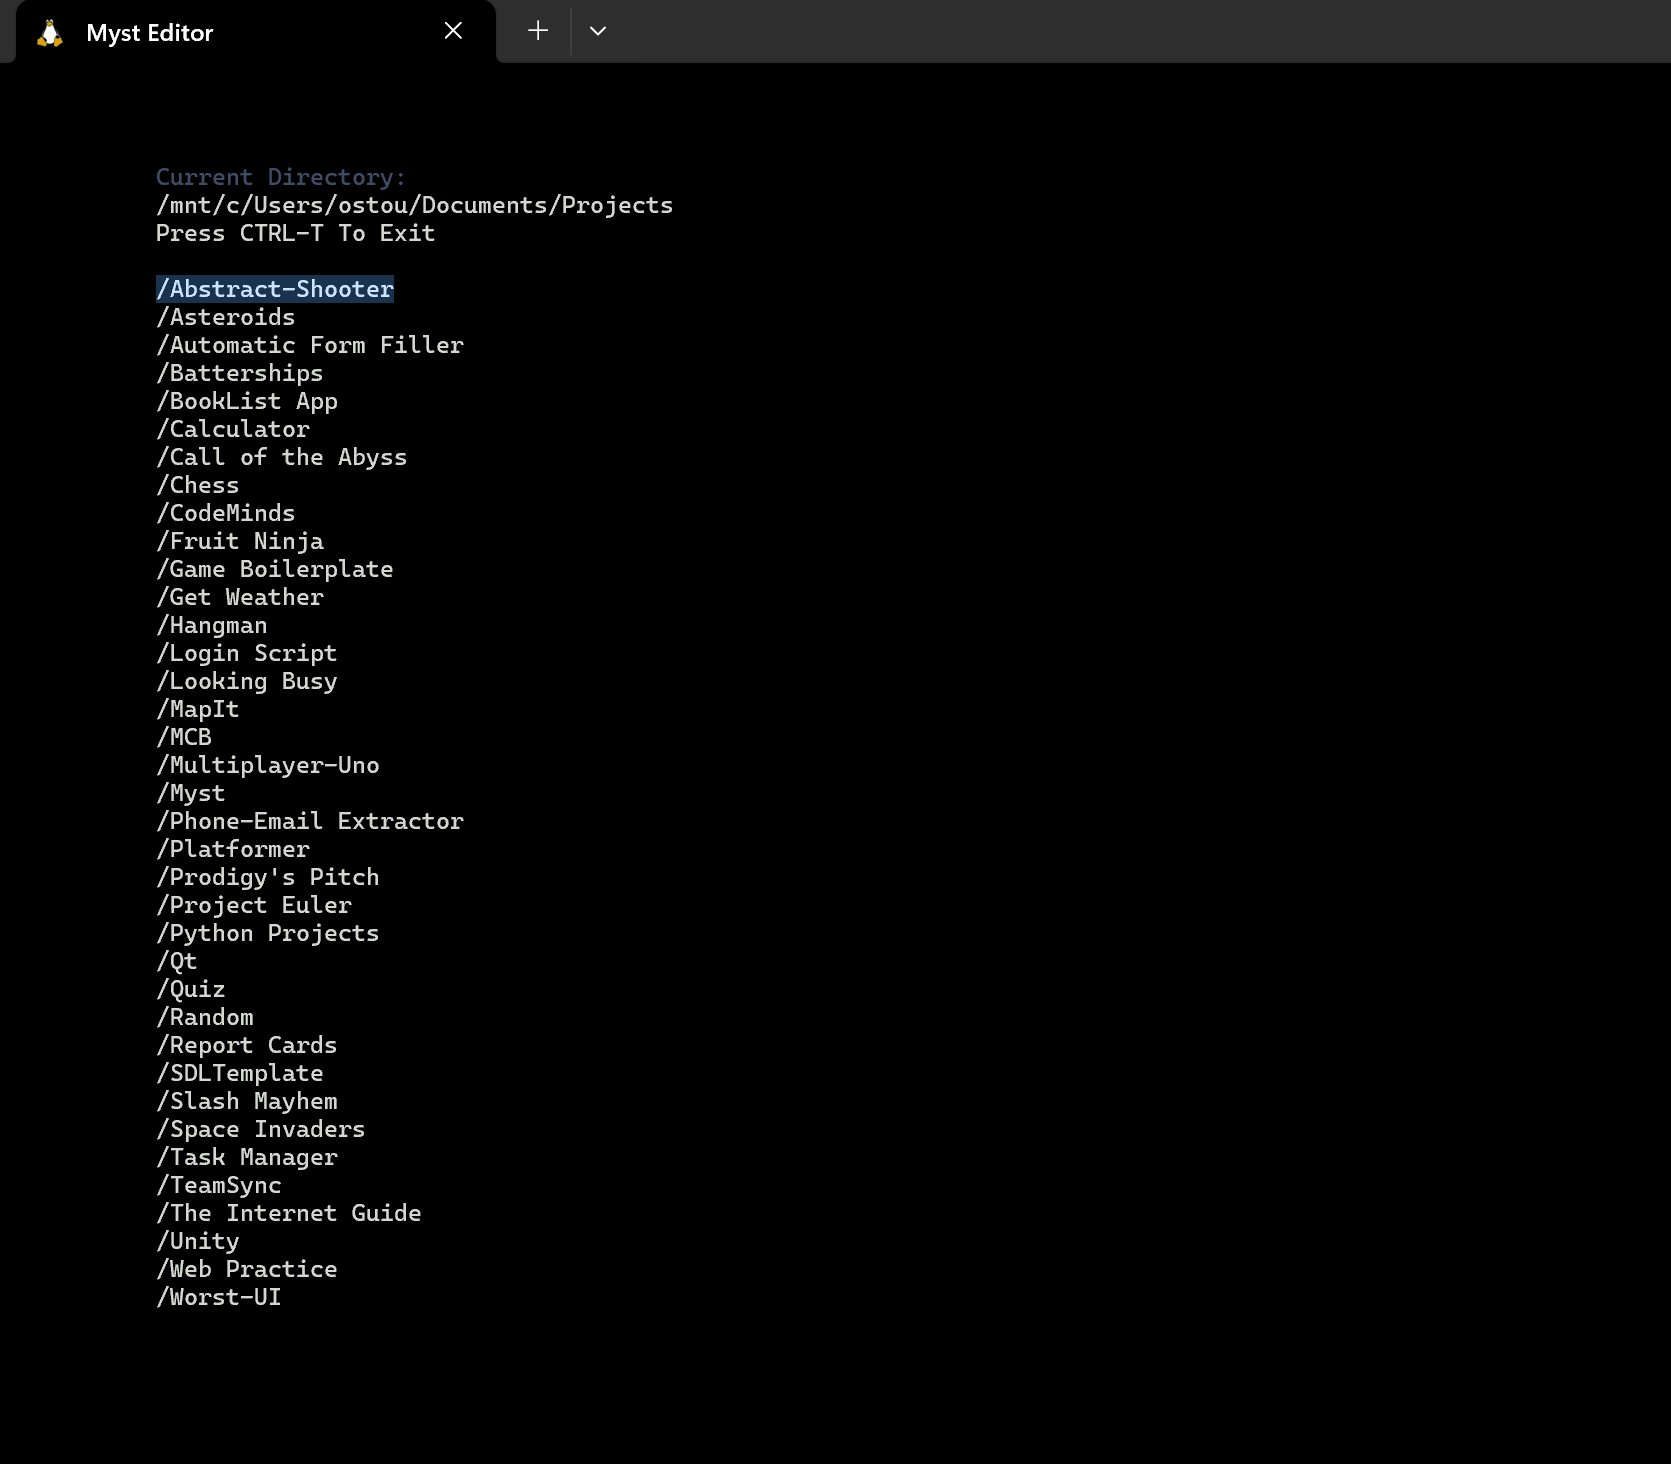 Myst Editor
Current Directory:
/mnt/c/Users/ostou/Documents/Projects
Press CTRL-T To Exit
/Abstract-Shooter
/Asteroids
/Automatic Form Filler
/Batterships
/BookList App
/Calculator
/Call of the Abyss
/Chess
/CodeMinds
/Fruit Ninja
/Game Boilerplate
/Get Weather
/Hangman
/Login Script
/Looking Busy
/MapIt
/MCB
/Multiplayer-Uno
/Myst
/Phone-Email Extractor
/Platformer
/Prodigy's Pitch
/Project Euler
/Python Projects
/Qt
/Quiz
/Random
/Report Cards
/SDLTemplate
/Slash Mayhem
/Space Invaders
/Task Manager
/TeamSync
/The Internet Guide
/Unity
/Web Practice
/Worst-UI